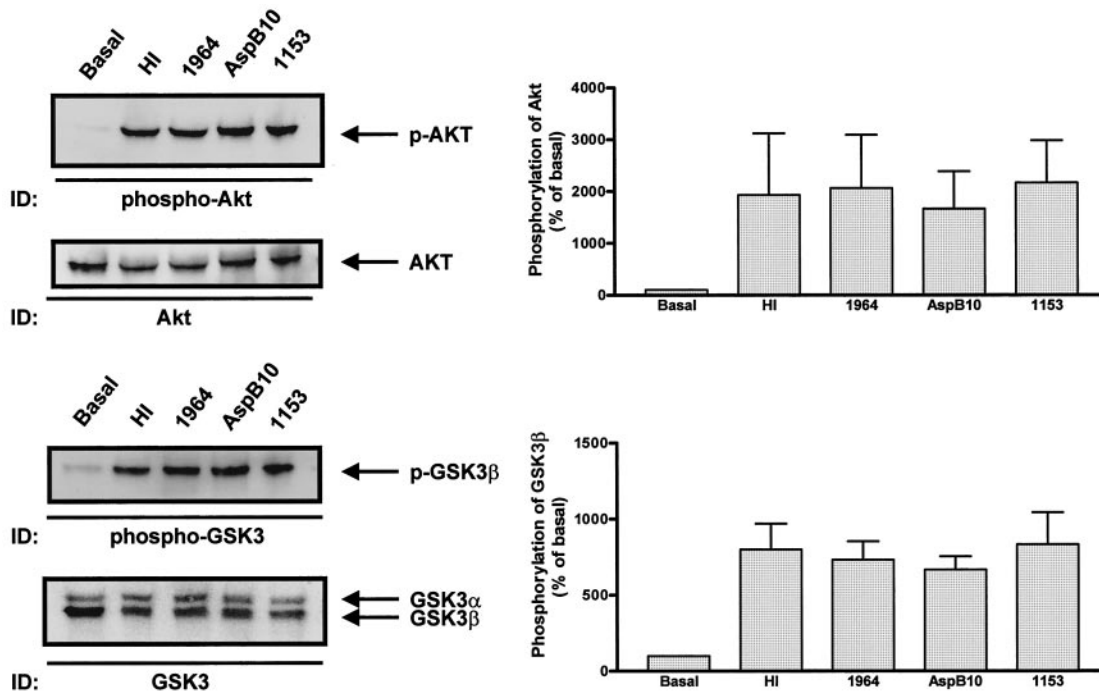 Basal HI 1964 AspB10 1153
p-AKT
ID: phospho-Akt
AKT
ID: Akt
Phosphorylation of Akt
(% of basal)
4000
3000
2000
1000
0
Basal HI 1964 AspB10 1153
Basal HI 1964 AspB10 1153
p-GSK3β
ID: phospho-GSK3
GSK3α
GSK3β
ID: GSK3
Phosphorylation of GSK3β
(% of basal)
1500
1000
500
0
Basal HI 1964 AspB10 1153